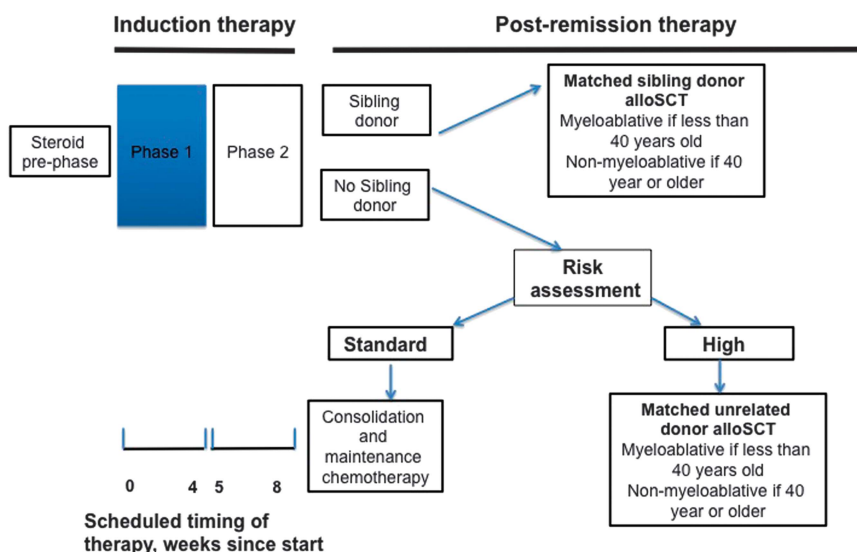 Induction therapy
Post-remission therapy
Steroid
pre-phase
Phase 1
Phase 2
Sibling
donor
No Sibling
donor
Matched sibling donor
alloSCT
Myeloablative if less than
40 years old
Non-myeloablative if 40
year or older
Risk
assessment
Standard
High
Consolidation
and
maintenance
chemotherapy
Matched unrelated
donor alloSCT
Myeloablative if less than
40 years old
Non-myeloablative if 40
year or older
0 4 5 8
Scheduled timing of
therapy, weeks since start